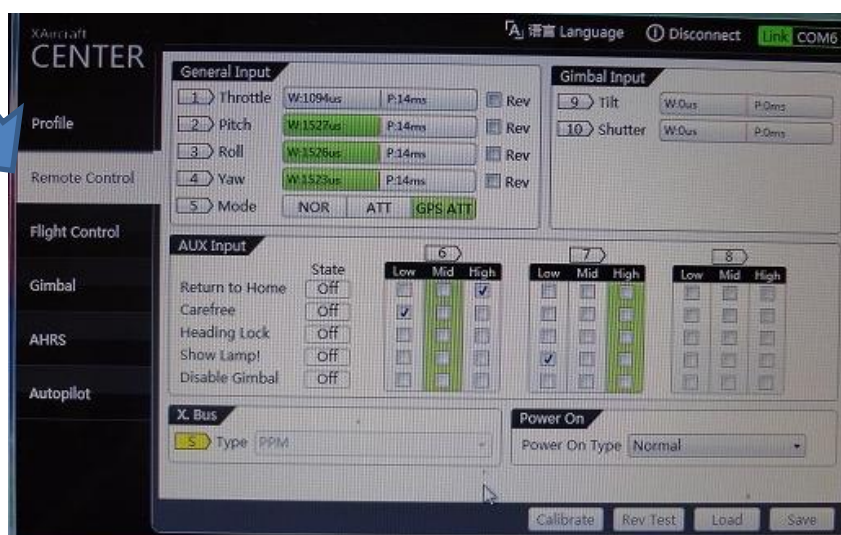 XAircraft
CENTER
语言 Language Disconnect Link COM6
Profile
Remote Control
Flight Control
Gimbal
AHRS
Autopilot
General Input
1 Throttle W:1094us P:14ms Rev
2 Pitch W:1527us P:14ms Rev
3 Roll W:1526us P:14ms Rev
4 Yaw W:1523us P:14ms Rev
5 Mode NOR ATT GPS ATT
Gimbal Input
9 Tilt W:0us P:0ms
10 Shutter W:0us P:0ms
AUX Input
6 7 8
State Low Mid High Low Mid High Low Mid High
Return to Home Off
Carefree Off
Heading Lock Off
Show Lamp! Off
Disable Gimbal Off
X. Bus
S Type PPM
Power On
Power On Type Normal
Calibrate Rev Test Load Save